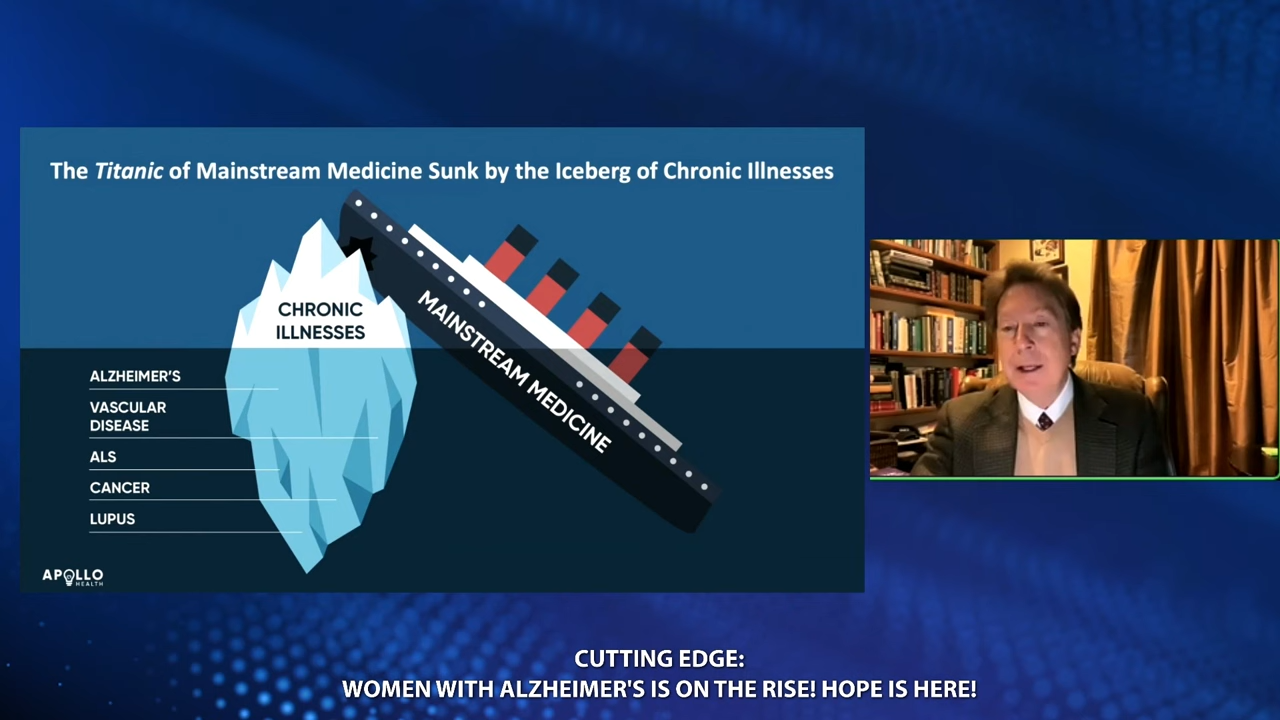 The Titanic of Mainstream Medicine Sunk by the Iceberg of Chronic Illnesses
CHRONIC
ILLNESSES
MAINSTREAM MEDICINE
ALZHEIMER'S
VASCULAR
DISEASE
ALS
CANCER
LUPUS
APOLLO
HEALTH
CUTTING EDGE:
WOMEN WITH ALZHEIMER'S IS ON THE RISE! HOPE IS HERE!